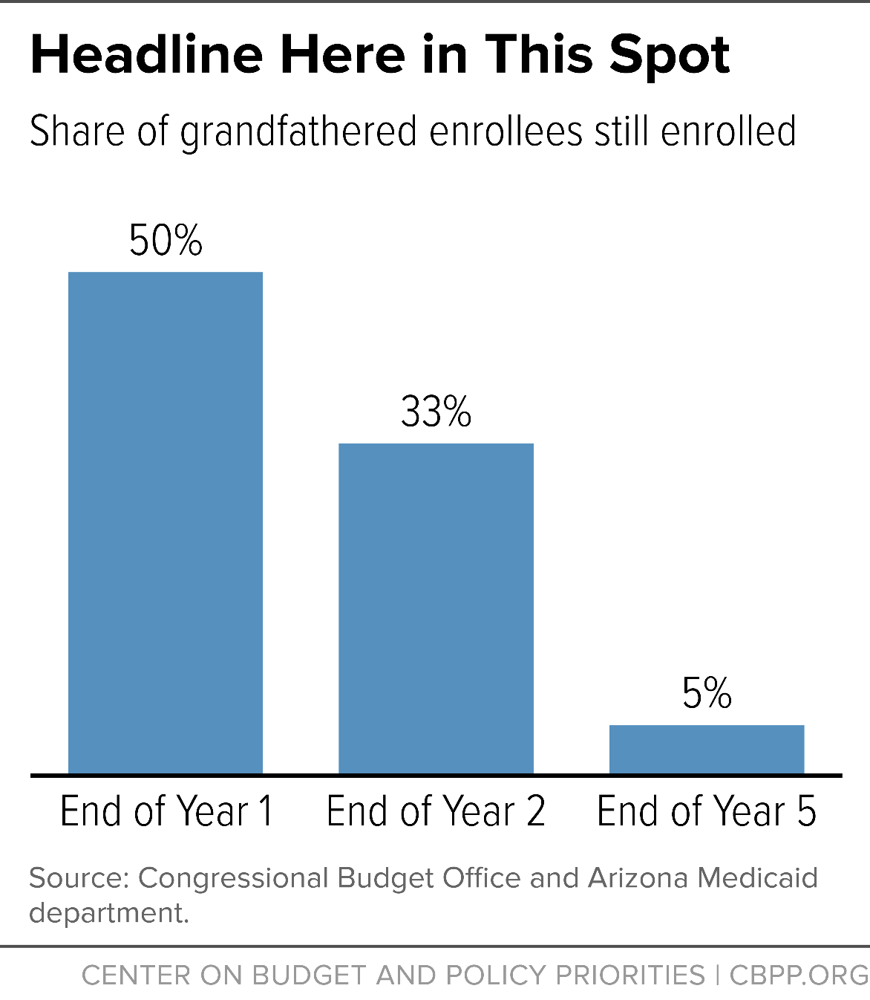 Headline Here in This Spot
Share of grandfathered enrollees still enrolled
50%
33%
5%
End of Year 1
End of Year 2
End of Year 5
Source: Congressional Budget Office and Arizona Medicaid
department.
CENTER ON BUDGET AND POLICY PRIORITIES | CBPP.ORG